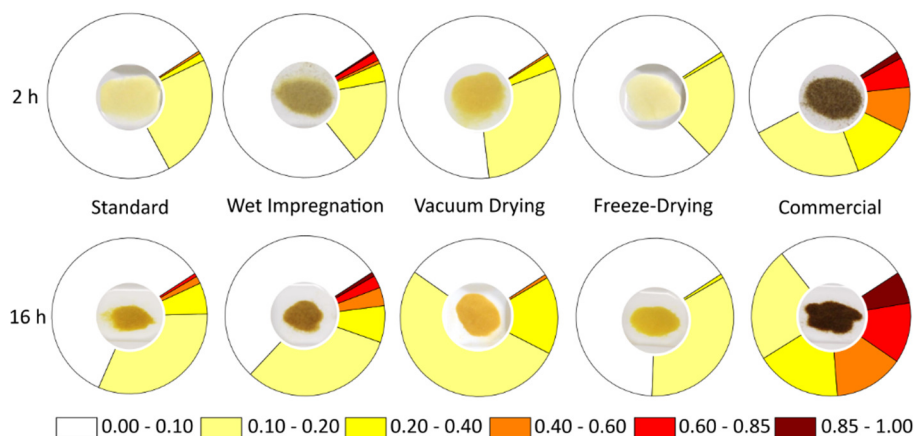 2 h
Standard Wet Impregnation Vacuum Drying Freeze-Drying Commercial
16 h
0.00 - 0.10 0.10 - 0.20 0.20 - 0.40 0.40 - 0.60 0.60 - 0.85 0.85 - 1.00